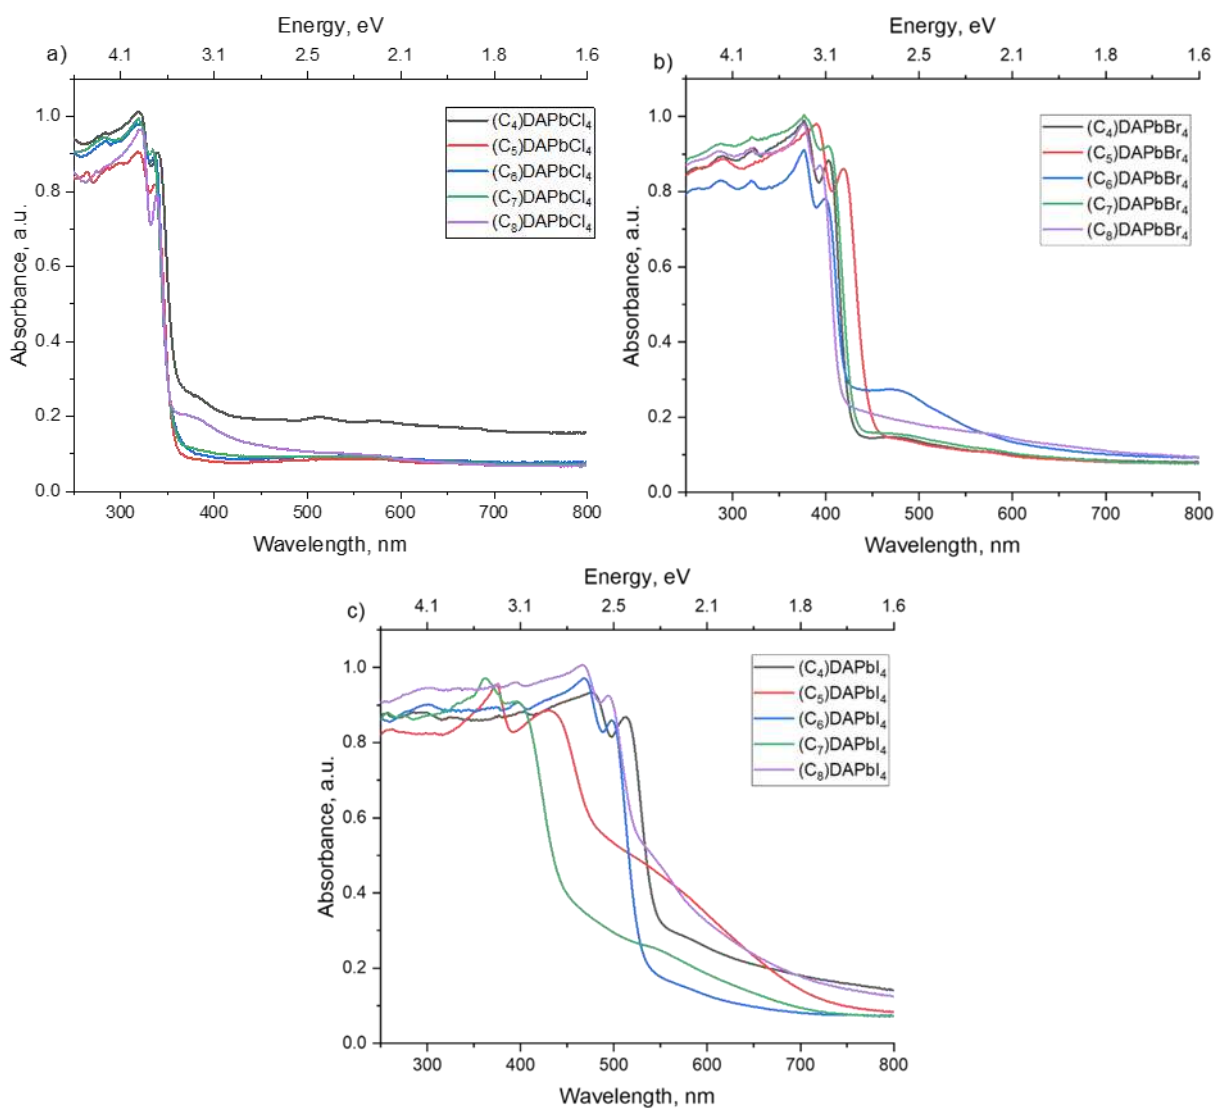 Energy, eV
a)
4.1 3.1 2.5 2.1 1.8 1.6
Absorbance, a.u.
1.0
0.8
0.6
0.4
0.2
0.0
(C₄)DAPbCl₄
(C₅)DAPbCl₄
(C₆)DAPbCl₄
(C₇)DAPbCl₄
(C₈)DAPbCl₄
300 400 500 600 700 800
Wavelength, nm
Energy, eV
b)
4.1 3.1 2.5 2.1 1.8 1.6
Absorbance, a.u.
1.0
0.8
0.6
0.4
0.2
0.0
(C₄)DAPbBr₄
(C₅)DAPbBr₄
(C₆)DAPbBr₄
(C₇)DAPbBr₄
(C₈)DAPbBr₄
300 400 500 600 700 800
Wavelength, nm
Energy, eV
c)
4.1 3.1 2.5 2.1 1.8 1.6
Absorbance, a.u.
1.0
0.8
0.6
0.4
0.2
0.0
(C₄)DAPbI₄
(C₅)DAPbI₄
(C₆)DAPbI₄
(C₇)DAPbI₄
(C₈)DAPbI₄
300 400 500 600 700 800
Wavelength, nm